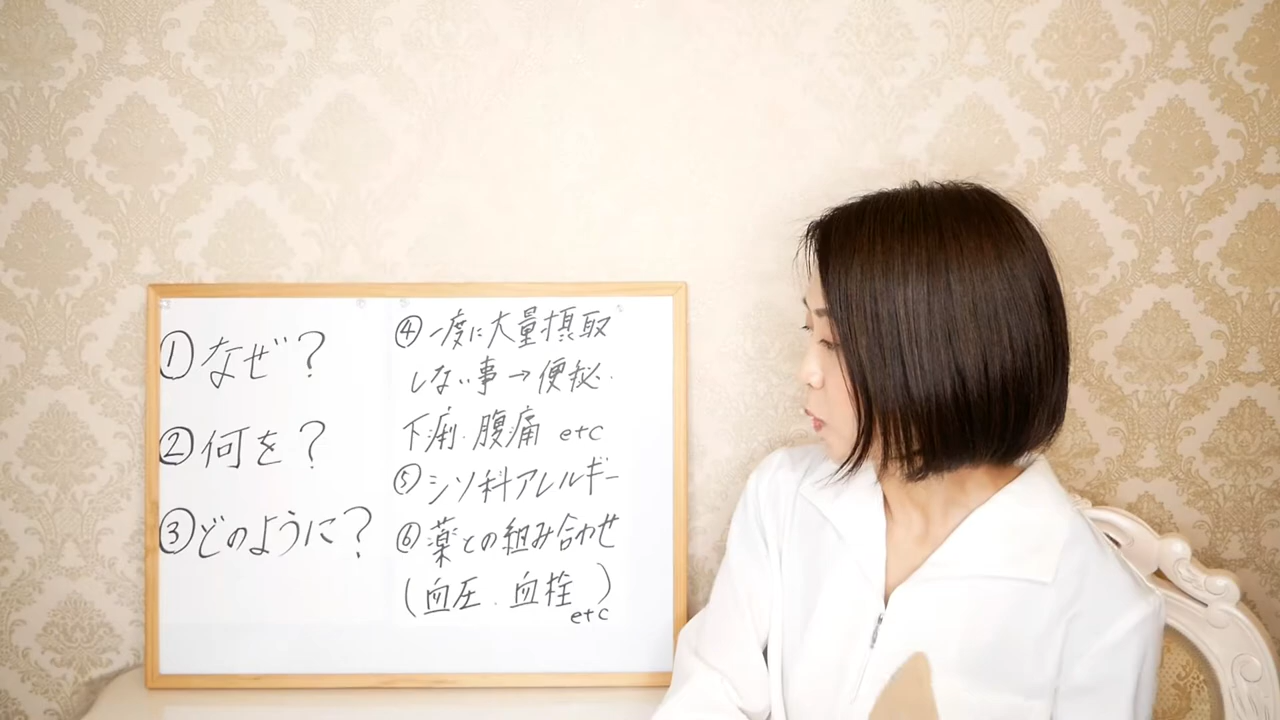 ①なぜ?
②何を?
③どのように?
④一度に大量摂取
しない事→便秘.
下痢.腹痛 etc
⑤シソ科アレルギー
⑥薬との組み合わせ
(血圧.血栓)
etc